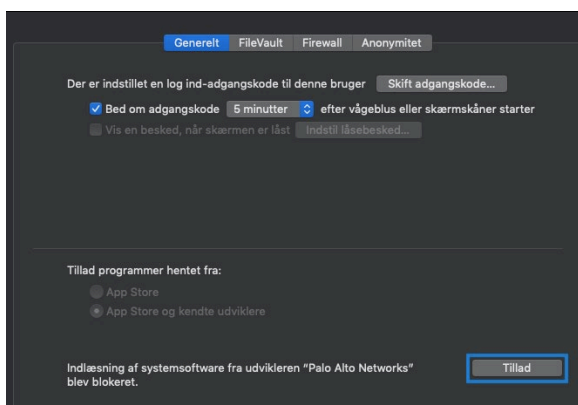 Generelt FileVault Firewall Anonymitet
Der er indstillet en log ind-adgangskode til denne bruger Skift adgangskode...
Bed om adgangskode 5 minutter efter vågeblus eller skærmskåner starter
Vis en besked, når skærmen er låst Indstil låsebesked...
Tillad programmer hentet fra:
App Store
App Store og kendte udviklere
Indlæsning af systemsoftware fra udvikleren "Palo Alto Networks" Tillad
blev blokeret.